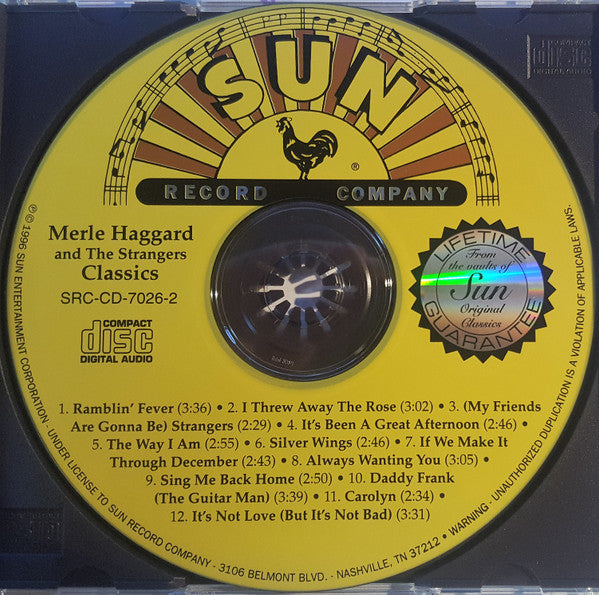 SUN
®
RECORD COMPANY
Merle Haggard
and The Strangers
Classics
SRC-CD-7026-2
COMPACT
disc
DIGITAL AUDIO
LIFETIME
From
the vaults of
Sun
Original
Classics
GUARANTEE
1. Ramblin' Fever (3:36) • 2. I Threw Away The Rose (3:02) • 3. (My Friends
Are Gonna Be) Strangers (2:29) • 4. It's Been A Great Afternoon (2:46) •
5. The Way I Am (2:55) • 6. Silver Wings (2:46) • 7. If We Make It
Through December (2:43) • 8. Always Wanting You (3:05) •
9. Sing Me Back Home (2:50) • 10. Daddy Frank
(The Guitar Man) (3:39) • 11. Carolyn (2:34) •
12. It's Not Love (But It's Not Bad) (3:31)
℗© 1996 SUN ENTERTAINMENT CORPORATION - UNDER LICENSE TO SUN RECORD COMPANY - 3106 BELMONT BLVD. - NASHVILLE, TN 37212 • WARNING - UNAUTHORIZED DUPLICATION IS A VIOLATION OF APPLICABLE LAWS.
COMPACT
disc
DIGITAL AUDIO